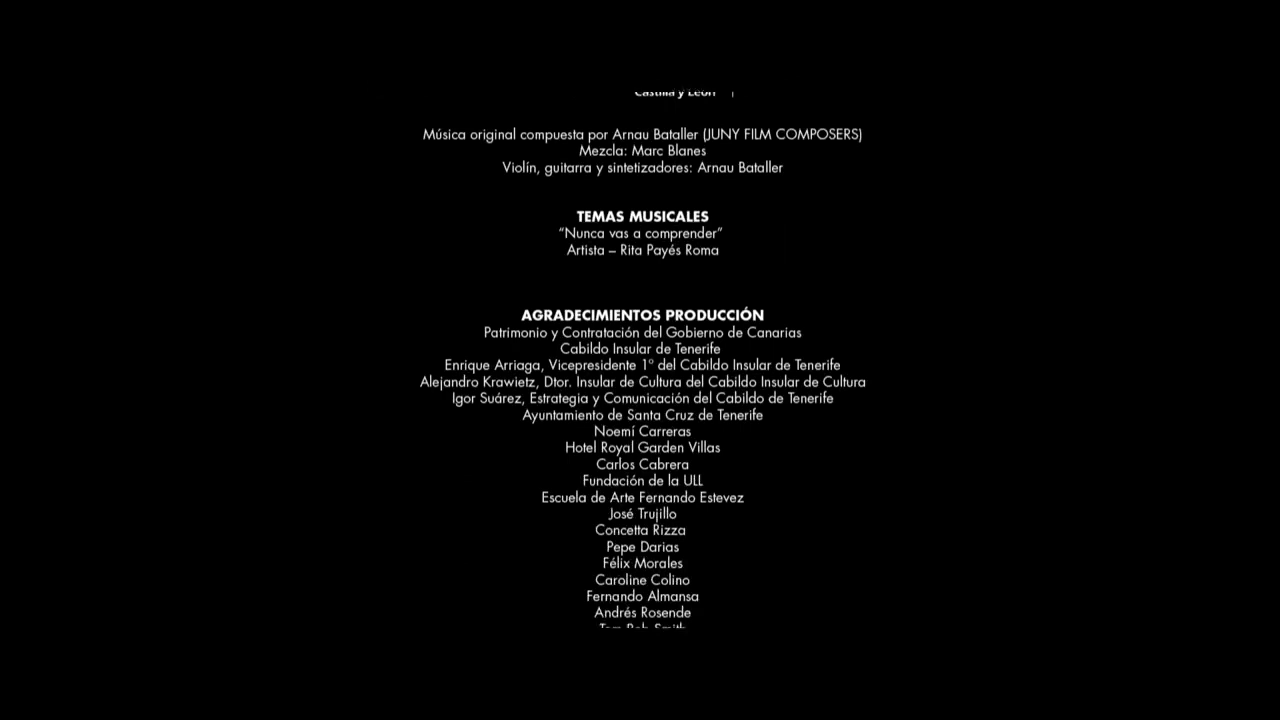 Castilla y León
Música original compuesta por Arnau Bataller (JUNY FILM COMPOSERS)
Mezcla: Marc Blanes
Violín, guitarra y sintetizadores: Arnau Bataller
TEMAS MUSICALES
“Nunca vas a comprender”
Artista – Rita Payés Roma
AGRADECIMIENTOS PRODUCCIÓN
Patrimonio y Contratación del Gobierno de Canarias
Cabildo Insular de Tenerife
Enrique Arriaga, Vicepresidente 1º del Cabildo Insular de Tenerife
Alejandro Krawietz, Dtor. Insular de Cultura del Cabildo Insular de Cultura
Igor Suárez, Estrategia y Comunicación del Cabildo de Tenerife
Ayuntamiento de Santa Cruz de Tenerife
Noemí Carreras
Hotel Royal Garden Villas
Carlos Cabrera
Fundación de la ULL
Escuela de Arte Fernando Estevez
José Trujillo
Concetta Rizza
Pepe Darias
Félix Morales
Caroline Colino
Fernando Almansa
Andrés Rosende
Tom Rob Smith